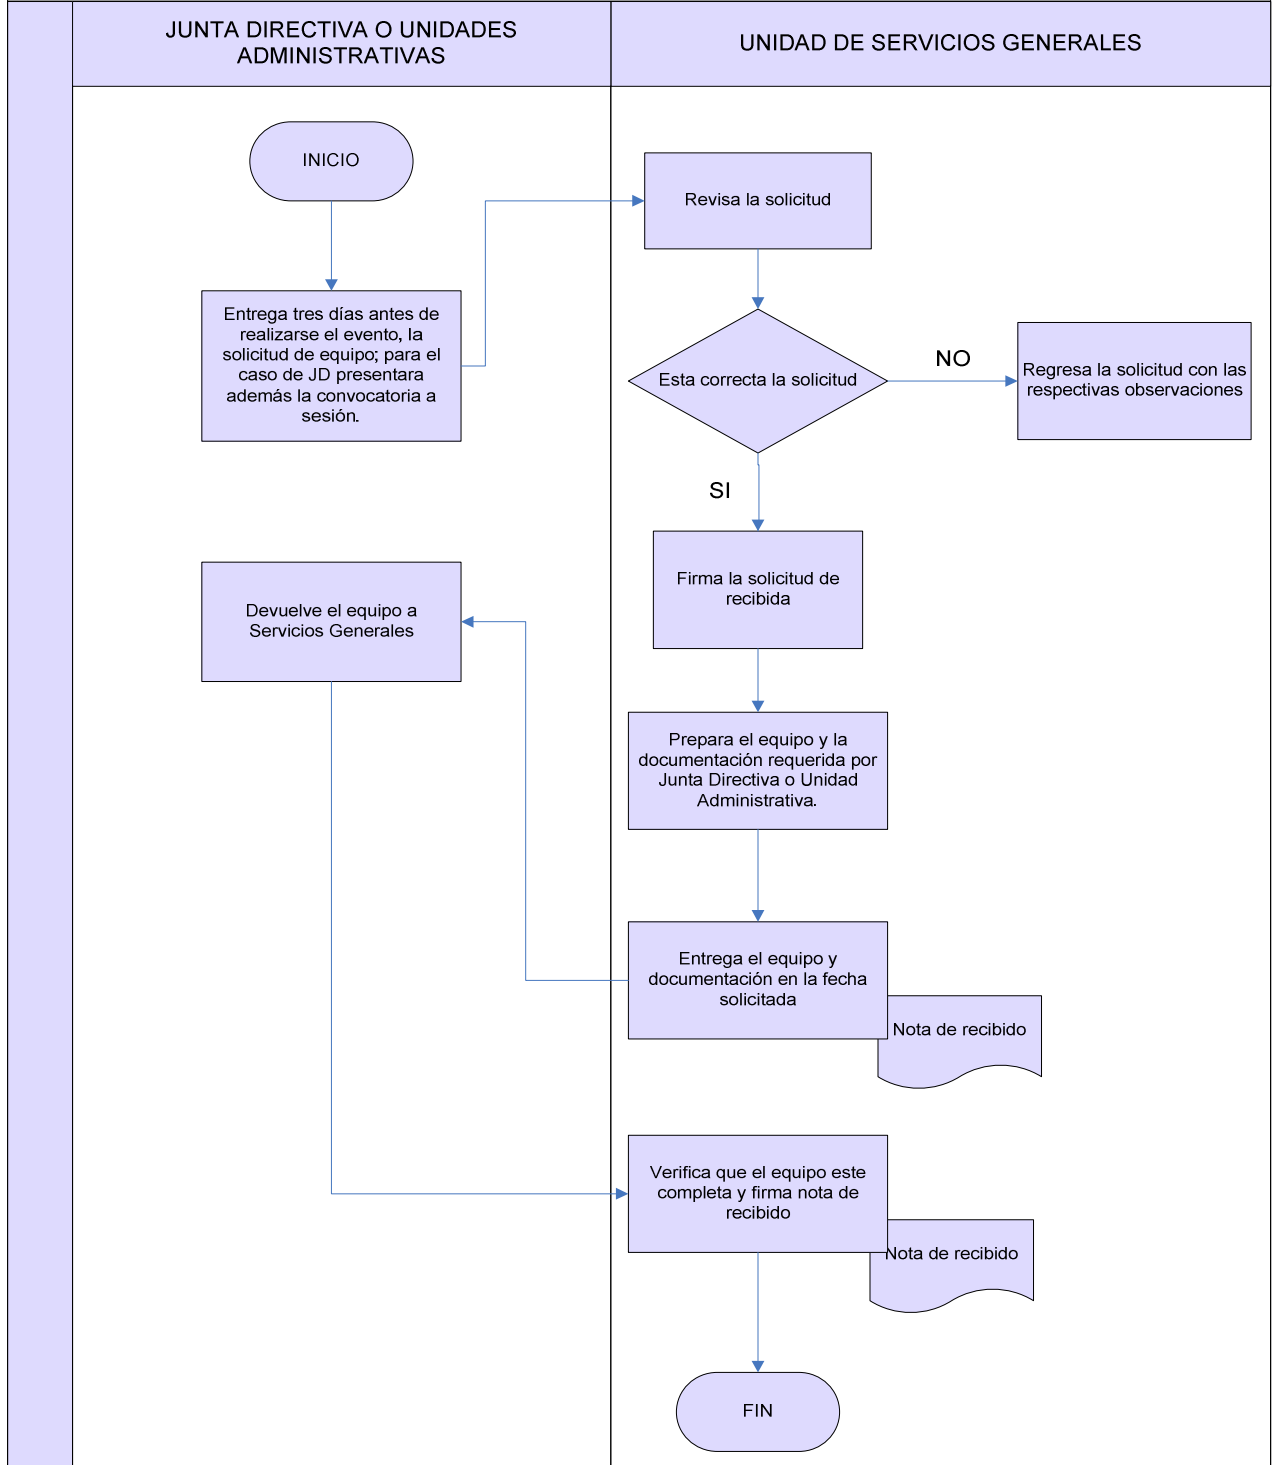 JUNTA DIRECTIVA O UNIDADES
ADMINISTRATIVAS
UNIDAD DE SERVICIOS GENERALES
INICIO
Entrega tres días antes de
realizarse el evento, la
solicitud de equipo; para el
caso de JD presentara
además la convocatoria a
sesión.
Revisa la solicitud
Esta correcta la solicitud
NO
Regresa la solicitud con las
respectivas observaciones
SI
Firma la solicitud de
recibida
Prepara el equipo y la
documentación requerida por
Junta Directiva o Unidad
Administrativa.
Entrega el equipo y
documentación en la fecha
solicitada
Nota de recibido
Devuelve el equipo a
Servicios Generales
Verifica que el equipo este
completa y firma nota de
recibido
Nota de recibido
FIN